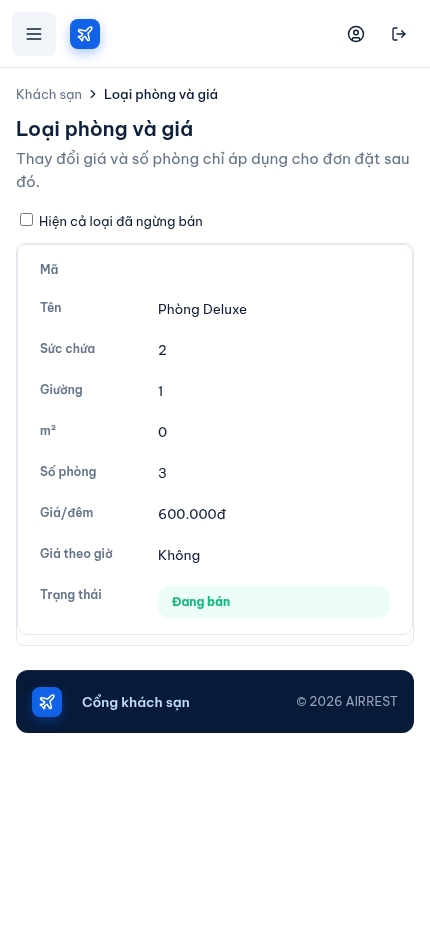 Khách sạn > Loại phòng và giá
Loại phòng và giá
Thay đổi giá và số phòng chỉ áp dụng cho đơn đặt sau
đó.
Hiện cả loại đã ngừng bán
Mã
Tên Phòng Deluxe
Sức chứa 2
Giường 1
m² 0
Số phòng 3
Giá/đêm 600.000đ
Giá theo giờ Không
Trạng thái Đang bán
Cổng khách sạn © 2026 AIRREST